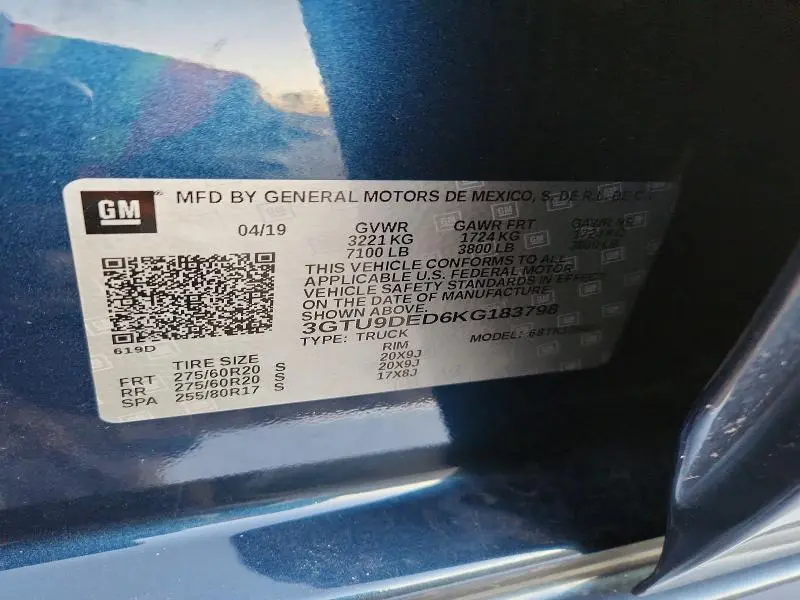 GM
MFD BY GENERAL MOTORS DE MEXICO, S. DE R.L. DE C.
04/19 GVWR GAWR FRT GAWR RR
3221 KG 1724 KG
7100 LB 3800 LB
THIS VEHICLE CONFORMS TO ALL
APPLICABLE U.S. FEDERAL MOTOR
VEHICLE SAFETY STANDARDS IN EFFECT
ON THE DATE OF MANUFACTURE
SHOWN ABOVE.
3GTU9DED6KG183798
619D
TYPE: TRUCK MODEL:
TIRE SIZE RIM
FRT 275/60R20 S 20X9J
RR 275/60R20 S 20X9J
SPA 255/80R17 S 17X8J